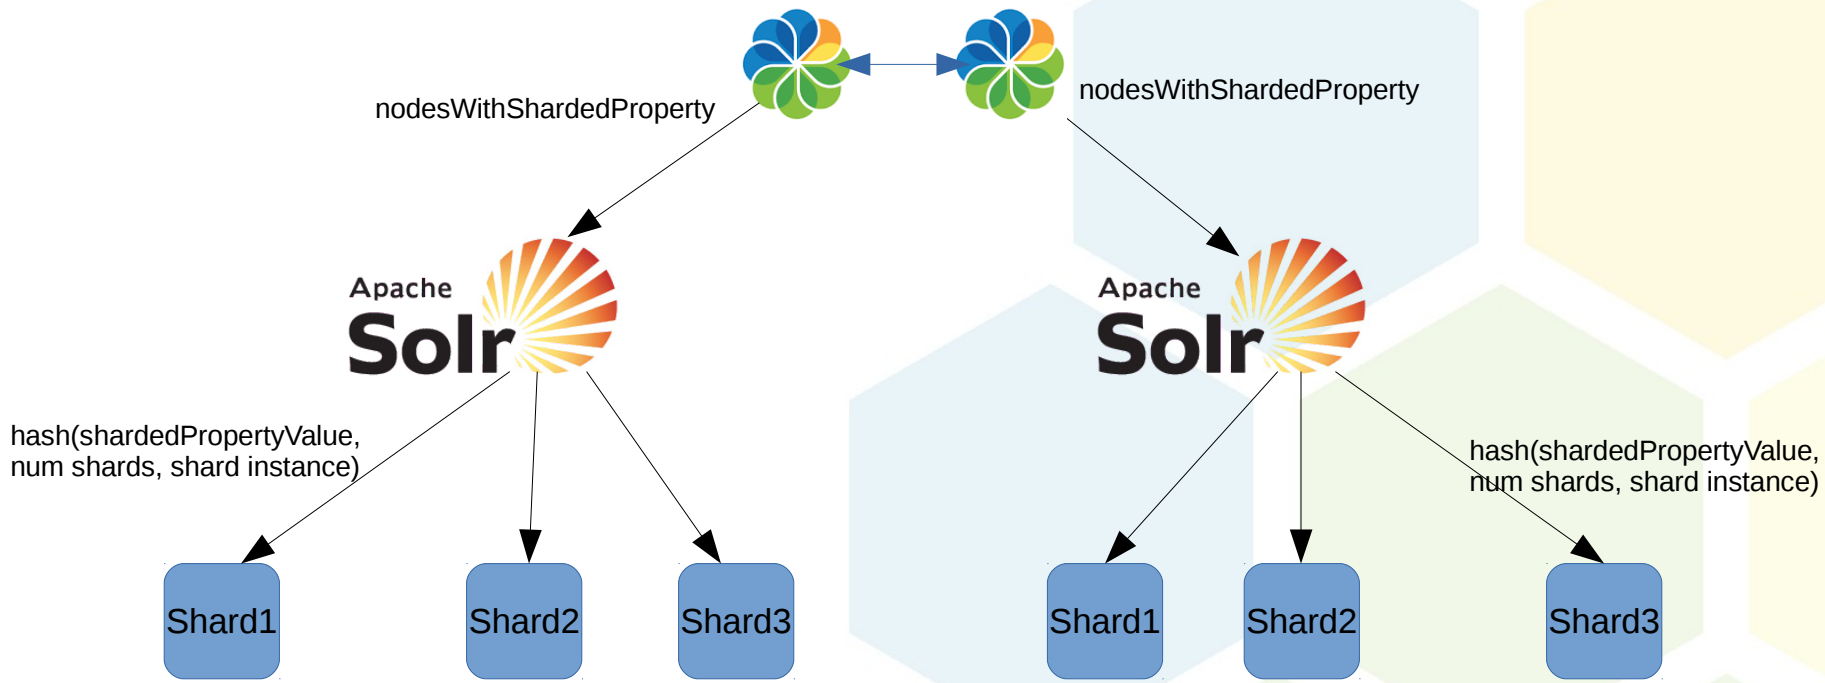 nodesWithShardedProperty
nodesWithShardedProperty
Apache
Solr
Apache
Solr
hash(shardedPropertyValue,
num shards, shard instance)
hash(shardedPropertyValue,
num shards, shard instance)
Shard1
Shard2
Shard3
Shard1
Shard2
Shard3